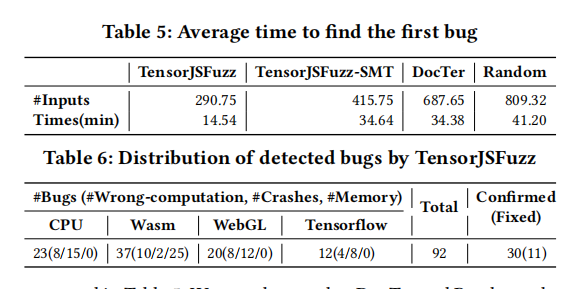 Table 5: Average time to find the first bug
TensorJSFuzz TensorJSFuzz-SMT DocTer Random
#Inputs 290.75 415.75 687.65 809.32
Times(min) 14.54 34.64 34.38 41.20
Table 6: Distribution of detected bugs by TensorJSFuzz
#Bugs (#Wrong-computation, #Crashes, #Memory) Total Confirmed
(Fixed)
CPU Wasm WebGL Tensorflow
23(8/15/0) 37(10/2/25) 20(8/12/0) 12(4/8/0) 92 30(11)